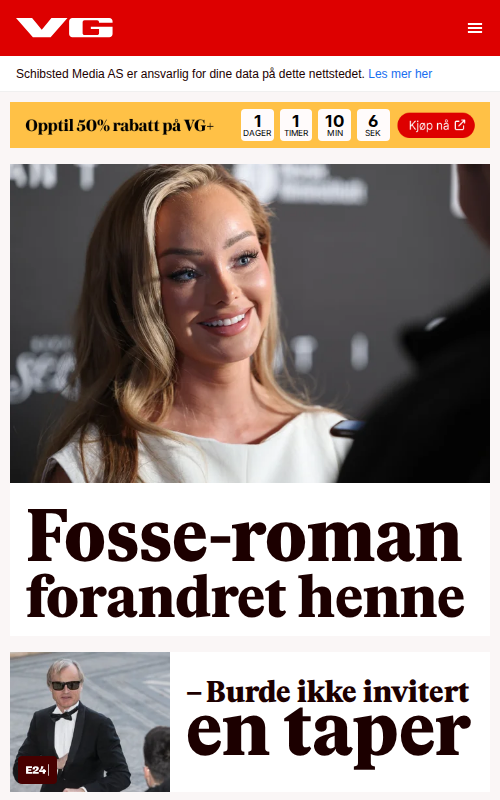 VG
Schibsted Media AS er ansvarlig for dine data på dette nettstedet. Les mer her
Opptil 50% rabatt på VG+
1 DAGER 1 TIMER 10 MIN 6 SEK
Kjøp nå
Fosse-roman
forandret henne
– Burde ikke invitert
en taper
E24